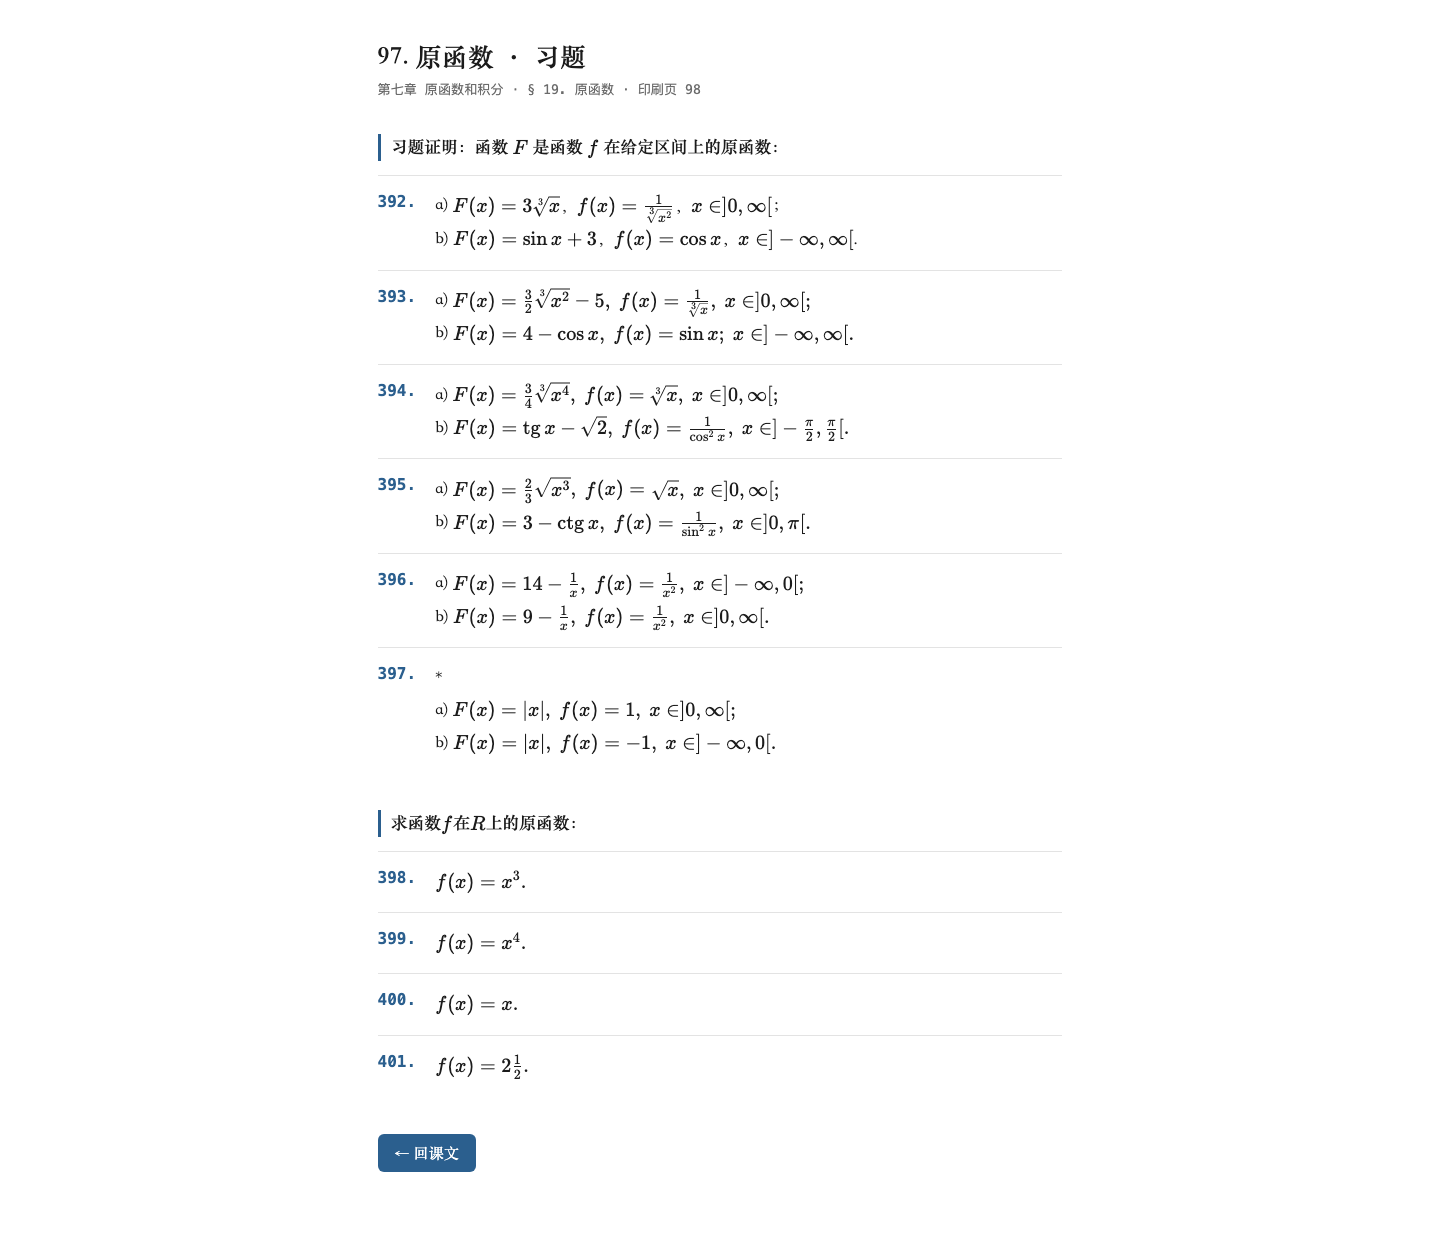 97. 原函数 · 习题
第七章 原函数和积分 · § 19. 原函数 · 印刷页 98
习题证明：函数 F 是函数 f 在给定区间上的原函数：
392. a) F(x) = 3∛x, f(x) = 1/∛x², x ∈]0, ∞[;
b) F(x) = sin x + 3, f(x) = cos x, x ∈] − ∞, ∞[.
393. a) F(x) = 3/2 ∛x² − 5, f(x) = 1/∛x, x ∈]0, ∞[;
b) F(x) = 4 − cos x, f(x) = sin x; x ∈] − ∞, ∞[.
394. a) F(x) = 3/4 ∛x⁴, f(x) = ∛x, x ∈]0, ∞[;
b) F(x) = tg x − √2, f(x) = 1/cos² x, x ∈] − π/2, π/2[.
395. a) F(x) = 2/3 √x³, f(x) = √x, x ∈]0, ∞[;
b) F(x) = 3 − ctg x, f(x) = 1/sin² x, x ∈]0, π[.
396. a) F(x) = 14 − 1/x, f(x) = 1/x², x ∈] − ∞, 0[;
b) F(x) = 9 − 1/x, f(x) = 1/x², x ∈]0, ∞[.
397. *
a) F(x) = |x|, f(x) = 1, x ∈]0, ∞[;
b) F(x) = |x|, f(x) = −1, x ∈] − ∞, 0[.
求函数f在R上的原函数：
398. f(x) = x³.
399. f(x) = x⁴.
400. f(x) = x.
401. f(x) = 2 1/2.
← 回课文